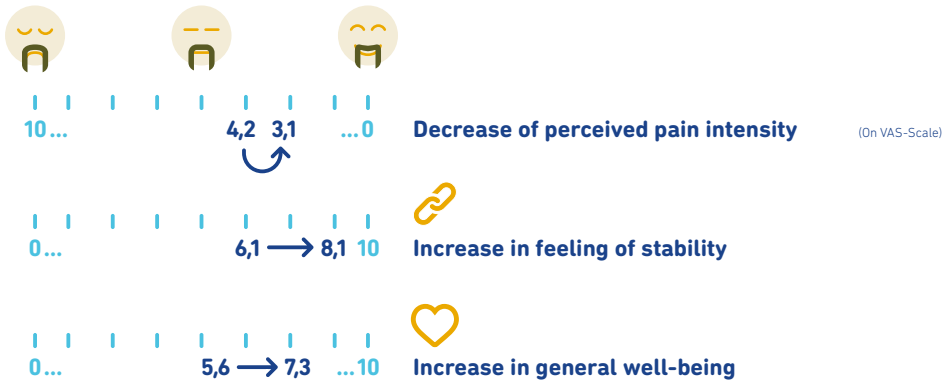 10... 4,2 3,1 ...0 Decrease of perceived pain intensity (On VAS-Scale)
0... 6,1 8,1 10 Increase in feeling of stability
0... 5,6 7,3 ...10 Increase in general well-being